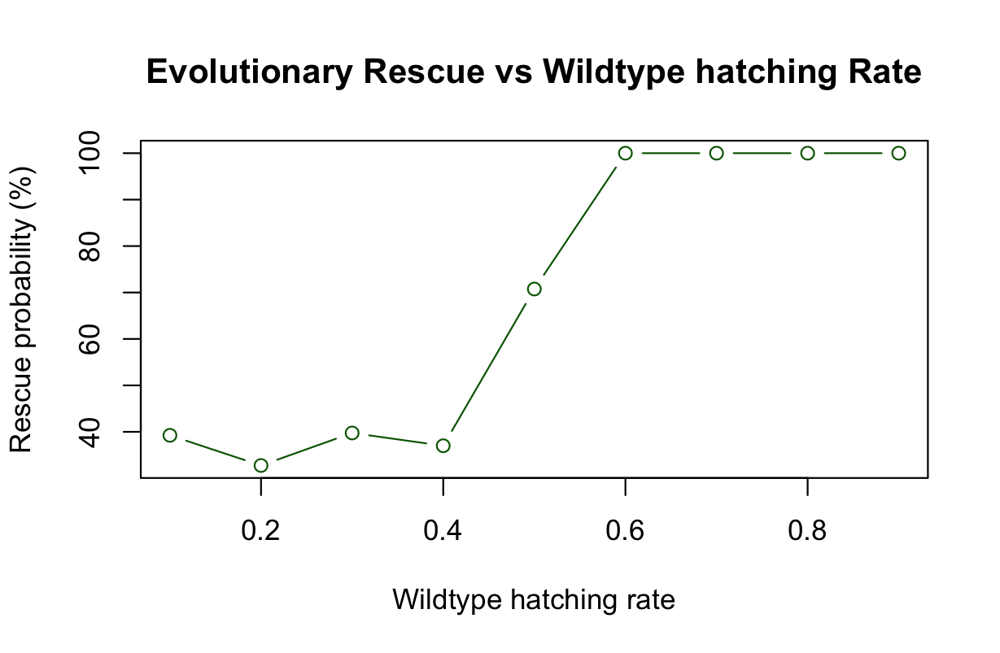 Evolutionary Rescue vs Wildtype hatching Rate
Rescue probability (%)
100
80
60
40
0.2 0.4 0.6 0.8
Wildtype hatching rate